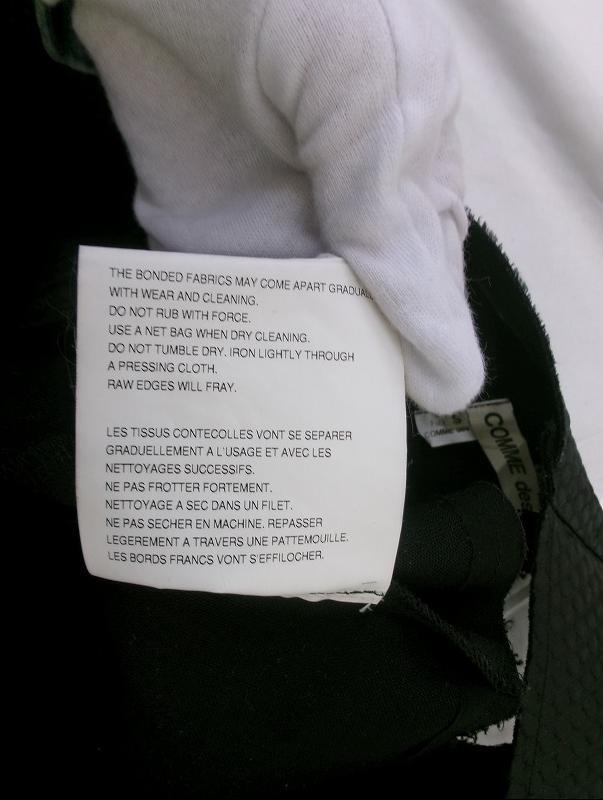 THE BONDED FABRICS MAY COME APART
WITH WEAR AND CLEANING.
DO NOT RUB WITH FORCE.
USE A NET BAG WHEN DRY CLEANING.
DO NOT TUMBLE DRY. IRON LIGHTLY THROUGH
A PRESSING CLOTH.
RAW EDGES WILL FRAY.
LES TISSUS CONTECOLLES VONT SE SEPARER
GRADUELLEMENT A L'USAGE ET AVEC LES
NETTOYAGES SUCCESSIFS.
NE PAS FROTTER FORTEMENT.
NETTOYAGE A SEC DANS UN FILET.
NE PAS SECHER EN MACHINE. REPASSER
LEGEREMENT A TRAVERS UNE PATTEMOUILLE.
LES BORDS FRANCS VONT S'EFFILOCHER.
S
COMME
COMME des